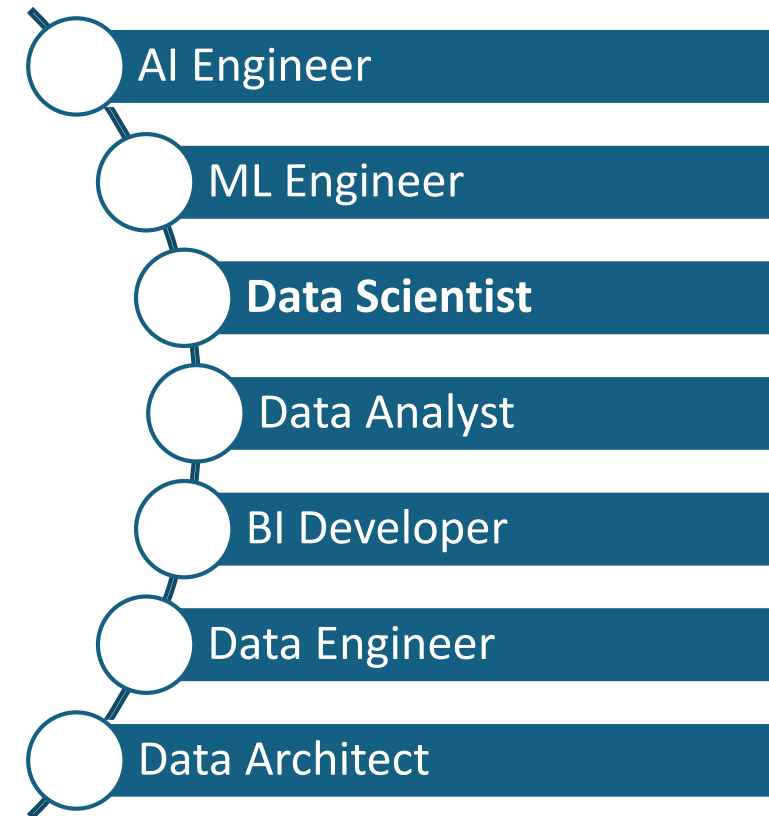 AI Engineer
ML Engineer
Data Scientist
Data Analyst
BI Developer
Data Engineer
Data Architect